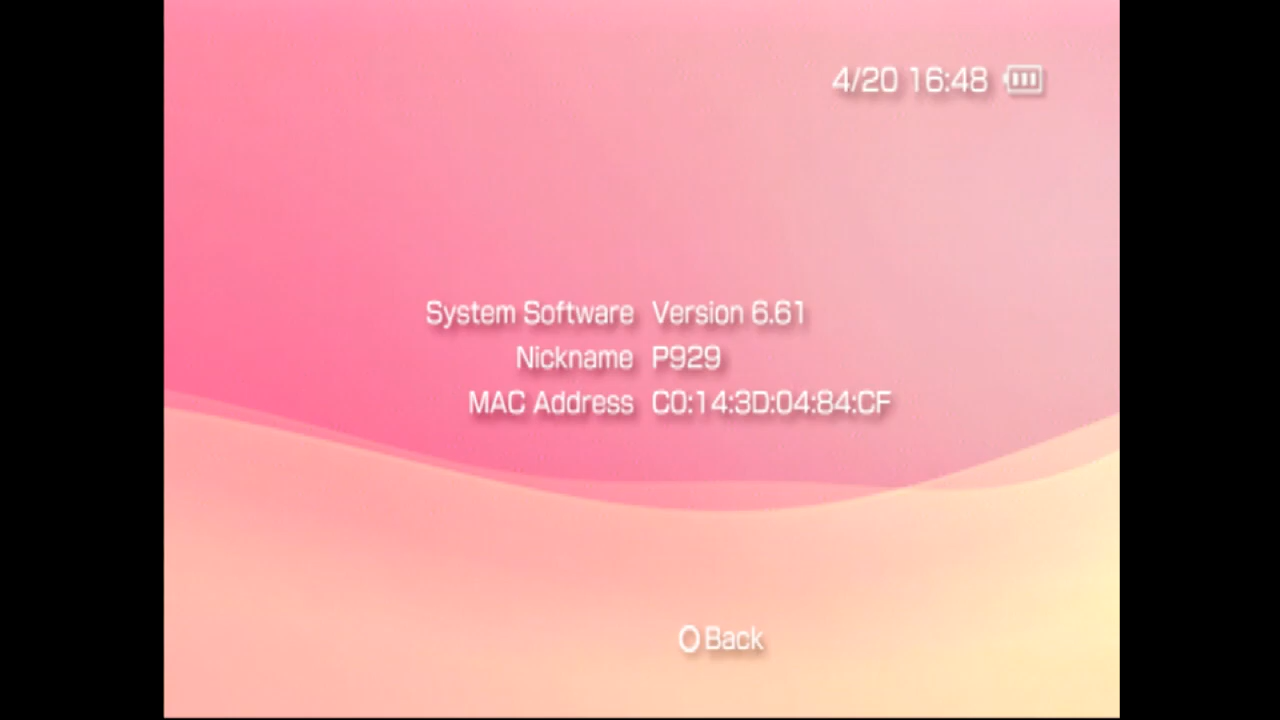 4/20 16:48
System Software Version 6.61
Nickname P929
MAC Address C0:14:3D:04:84:CF
Back